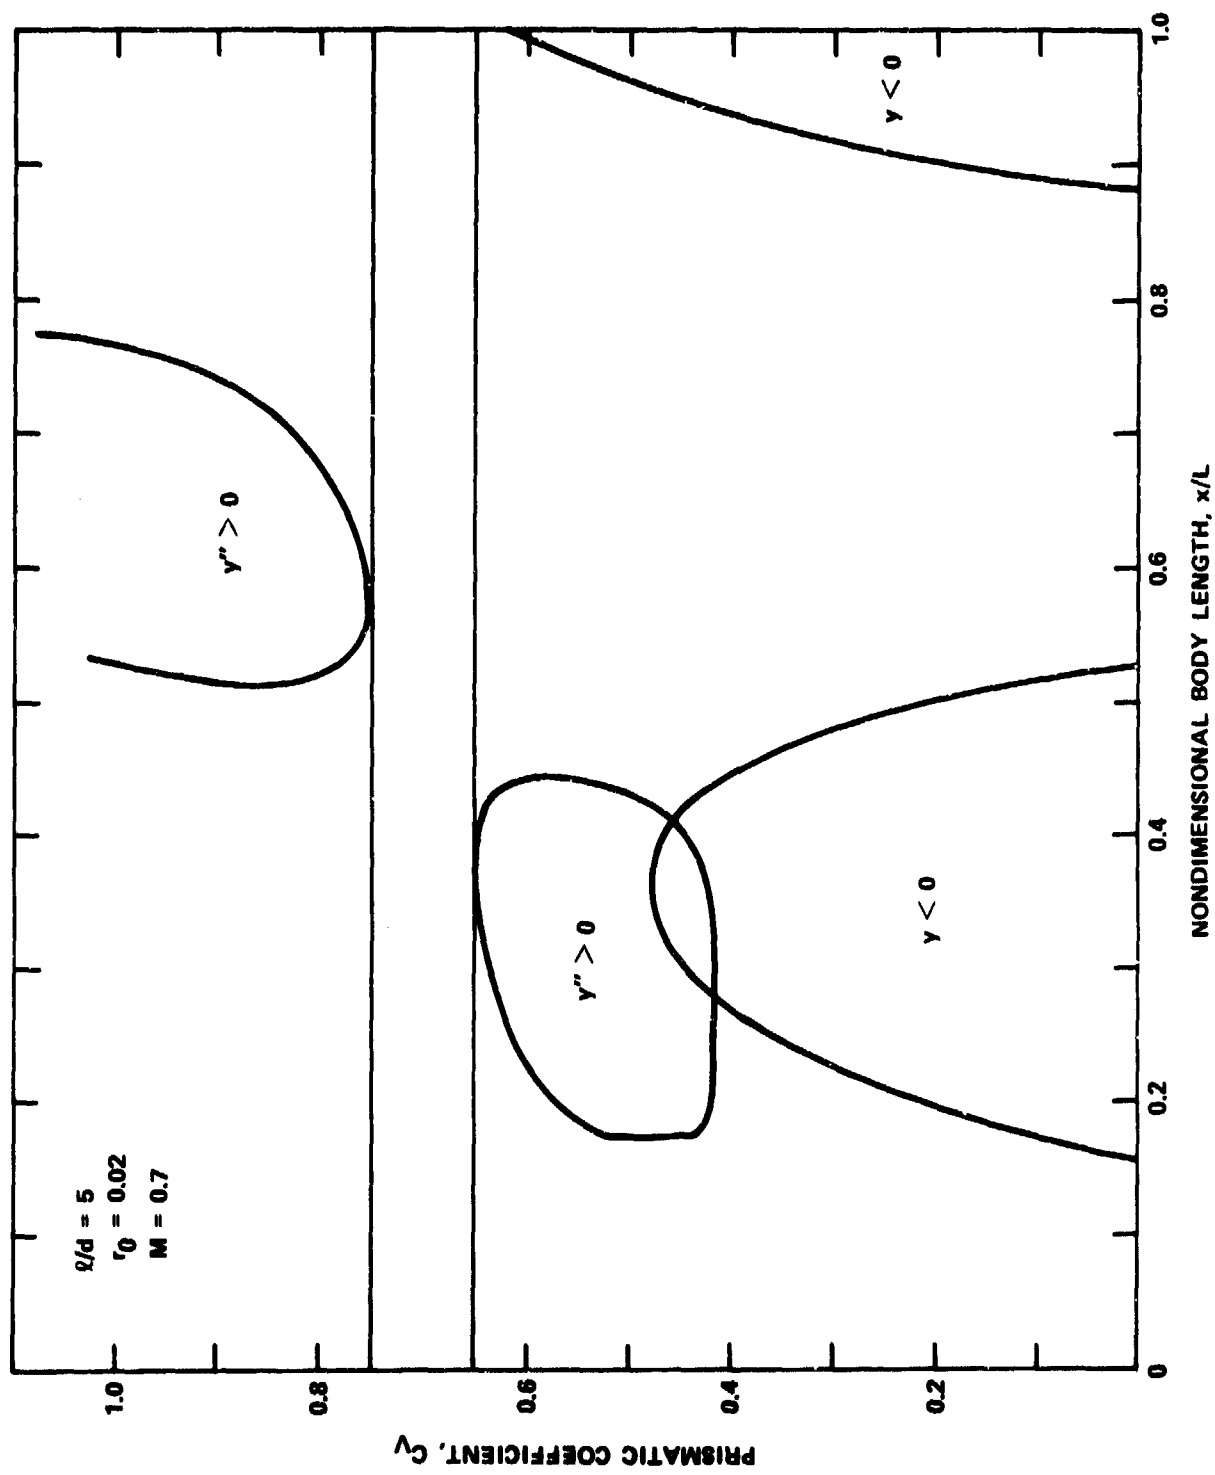 ℓ/d = 5
r₀ = 0.02
M = 0.7
y'' > 0
y'' > 0
y < 0
y < 0
PRISMATIC COEFFICIENT, Cᵥ
1.0
0.8
0.6
0.4
0.2
0
0.2
0.4
0.6
0.8
1.0
NONDIMENSIONAL BODY LENGTH, x/L